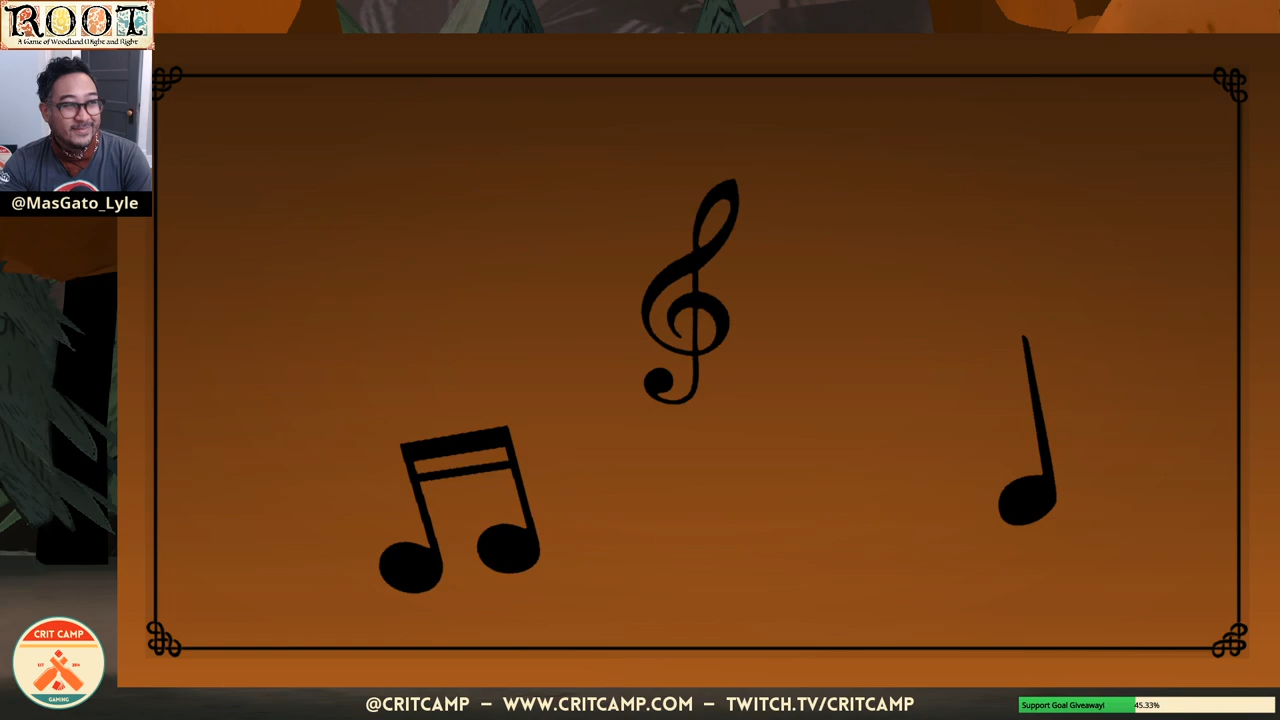 ROOT
A Game of Woodland Might and Right
@MasGato_Lyle
CRIT CAMP
GAMING
@CRITCAMP – WWW.CRITCAMP.COM – TWITCH.TV/CRITCAMP
Support Goal Giveaway! 45.33%